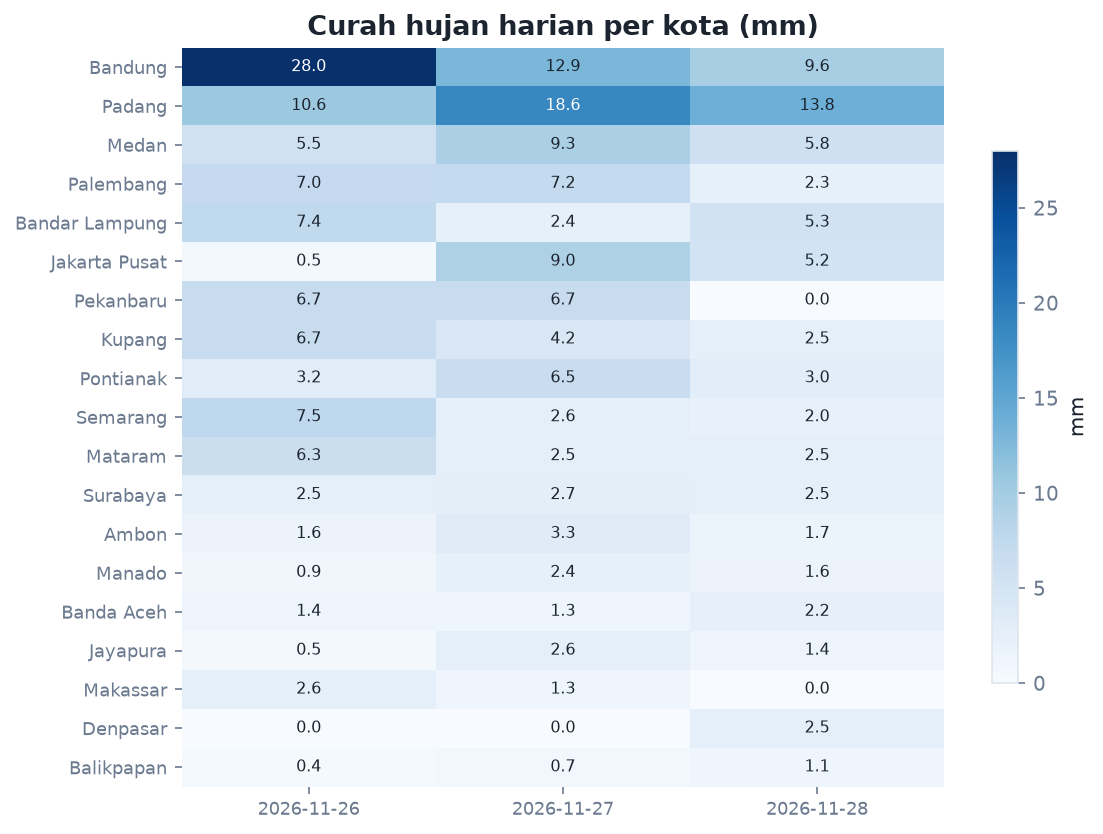 Curah hujan harian per kota (mm)
Bandung 28.0 12.9 9.6
Padang 10.6 18.6 13.8
Medan 5.5 9.3 5.8
Palembang 7.0 7.2 2.3
Bandar Lampung 7.4 2.4 5.3
Jakarta Pusat 0.5 9.0 5.2
Pekanbaru 6.7 6.7 0.0
Kupang 6.7 4.2 2.5
Pontianak 3.2 6.5 3.0
Semarang 7.5 2.6 2.0
Mataram 6.3 2.5 2.5
Surabaya 2.5 2.7 2.5
Ambon 1.6 3.3 1.7
Manado 0.9 2.4 1.6
Banda Aceh 1.4 1.3 2.2
Jayapura 0.5 2.6 1.4
Makassar 2.6 1.3 0.0
Denpasar 0.0 0.0 2.5
Balikpapan 0.4 0.7 1.1
2026-11-26 2026-11-27 2026-11-28
25
20
15
10
5
0
mm